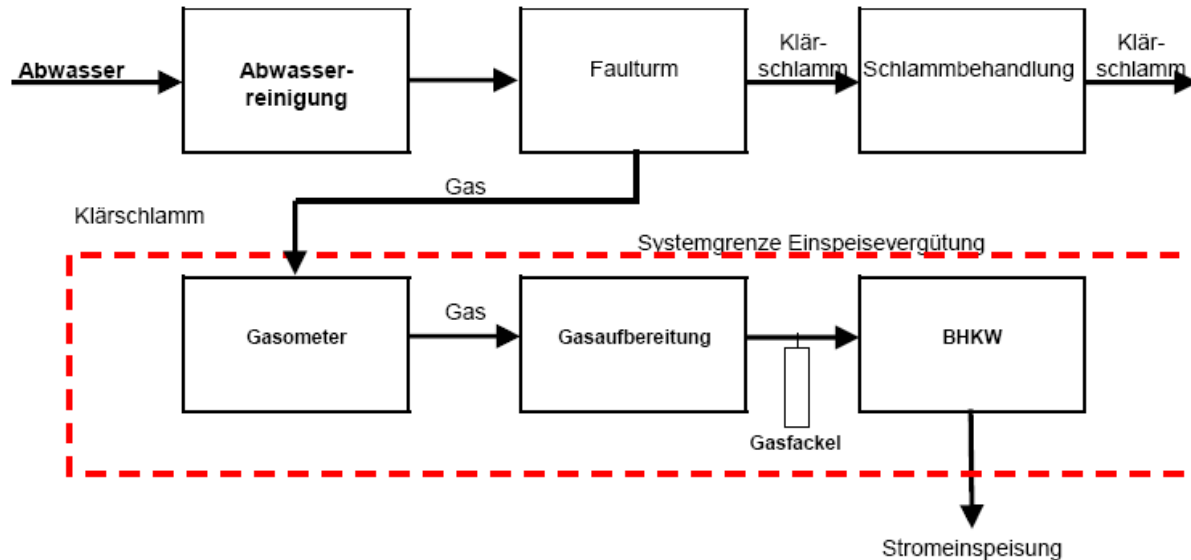 Abwasser
Abwasser-
reinigung
Faulturm
Klär-
schlamm
Schlammbehandlung
Klär-
schlamm
Gas
Klärschlamm
Systemgrenze Einspeisevergütung
Gasometer
Gas
Gasaufbereitung
BHKW
Gasfackel
Stromeinspeisung